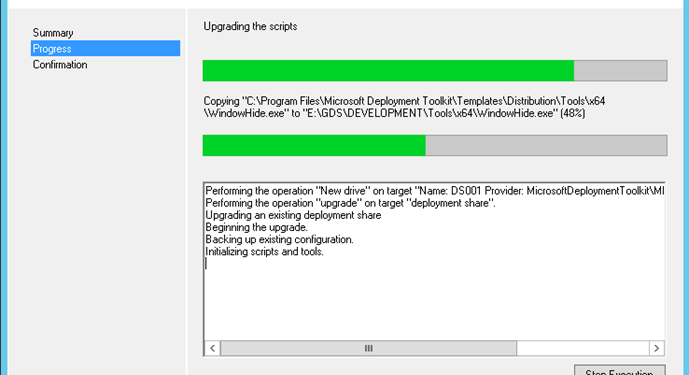 Summary
Progress
Confirmation
Upgrading the scripts
Copying "C:\Program Files\Microsoft Deployment Toolkit\Templates\Distribution\Tools\x64
\WindowHide.exe" to "E:\GDS\DEVELOPMENT\Tools\x64\WindowHide.exe" (48%)
Performing the operation "New drive" on target "Name: DS001 Provider: MicrosoftDeploymentToolkit\MI
Performing the operation "upgrade" on target "deployment share".
Upgrading an existing deployment share
Beginning the upgrade.
Backing up existing configuration.
Initializing scripts and tools.
Stop Execution